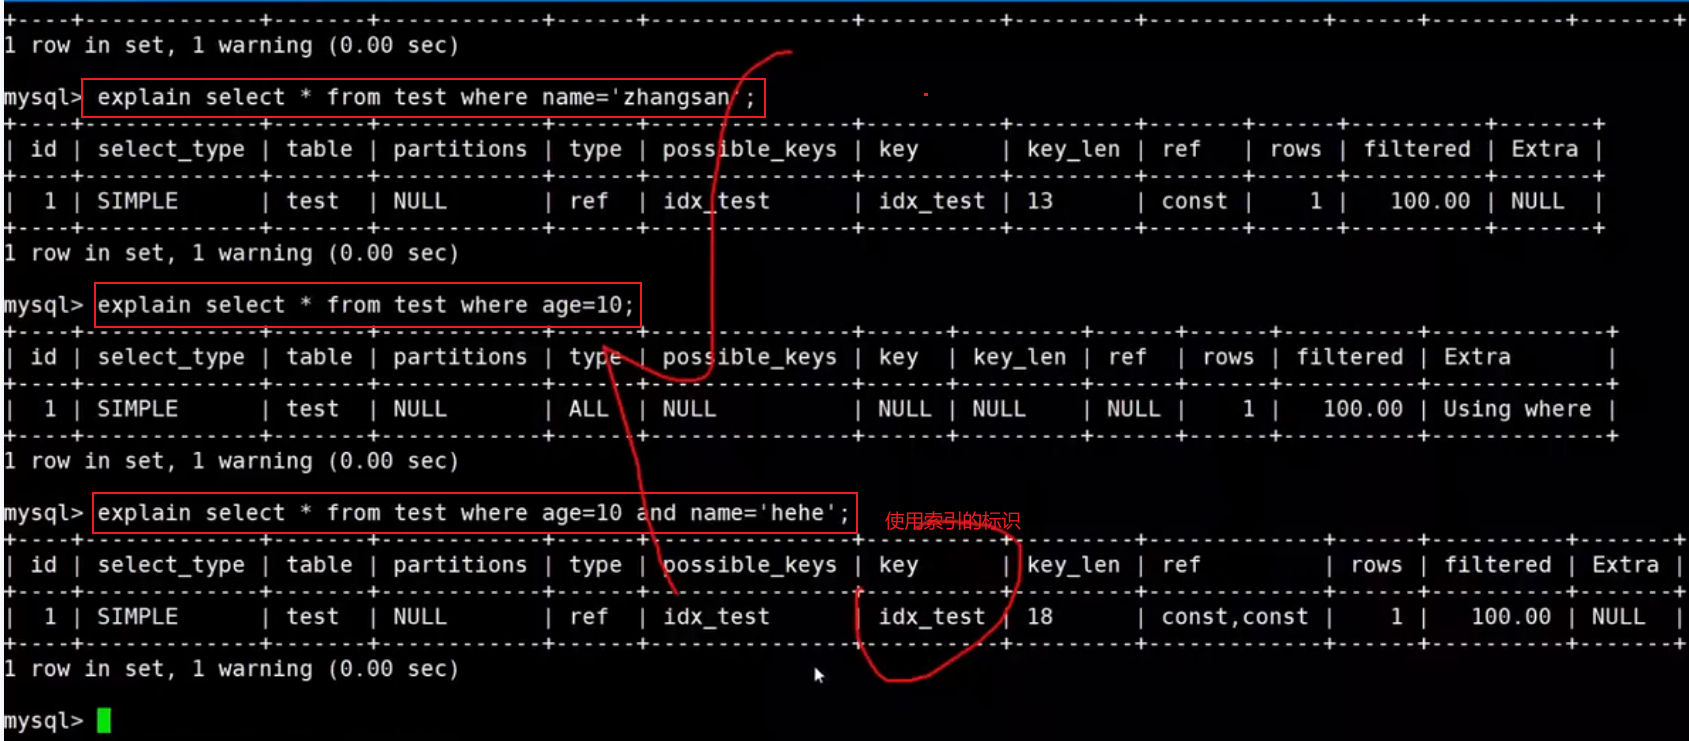 +----+-------------+-------+------------+------+---------------+----------+---------+-------------+------+----------+-------+
1 row in set, 1 warning (0.00 sec)
mysql> explain select * from test where name='zhangsan';
+----+-------------+-------+------------+------+---------------+----------+---------+-------+------+----------+-------+
| id | select_type | table | partitions | type | possible_keys | key      | key_len | ref   | rows | filtered | Extra |
+----+-------------+-------+------------+------+---------------+----------+---------+-------+------+----------+-------+
|  1 | SIMPLE      | test  | NULL       | ref  | idx_test      | idx_test | 13      | const |    1 |   100.00 | NULL  |
+----+-------------+-------+------------+------+---------------+----------+---------+-------+------+----------+-------+
1 row in set, 1 warning (0.00 sec)
mysql> explain select * from test where age=10;
+----+-------------+-------+------------+------+---------------+------+---------+------+------+----------+-------------+
| id | select_type | table | partitions | type | possible_keys | key  | key_len | ref  | rows | filtered | Extra       |
+----+-------------+-------+------------+------+---------------+------+---------+------+------+----------+-------------+
|  1 | SIMPLE      | test  | NULL       | ALL  | NULL          | NULL | NULL    | NULL |    1 |   100.00 | Using where |
+----+-------------+-------+------------+------+---------------+------+---------+------+------+----------+-------------+
1 row in set, 1 warning (0.00 sec)
mysql> explain select * from test where age=10 and name='hehe';
使用索引的标识
+----+-------------+-------+------------+------+---------------+----------+---------+-------------+------+----------+-------+
| id | select_type | table | partitions | type | possible_keys | key      | key_len | ref         | rows | filtered | Extra |
+----+-------------+-------+------------+------+---------------+----------+---------+-------------+------+----------+-------+
|  1 | SIMPLE      | test  | NULL       | ref  | idx_test      | idx_test | 18      | const,const |    1 |   100.00 | NULL  |
+----+-------------+-------+------------+------+---------------+----------+---------+-------------+------+----------+-------+
1 row in set, 1 warning (0.00 sec)
mysql>